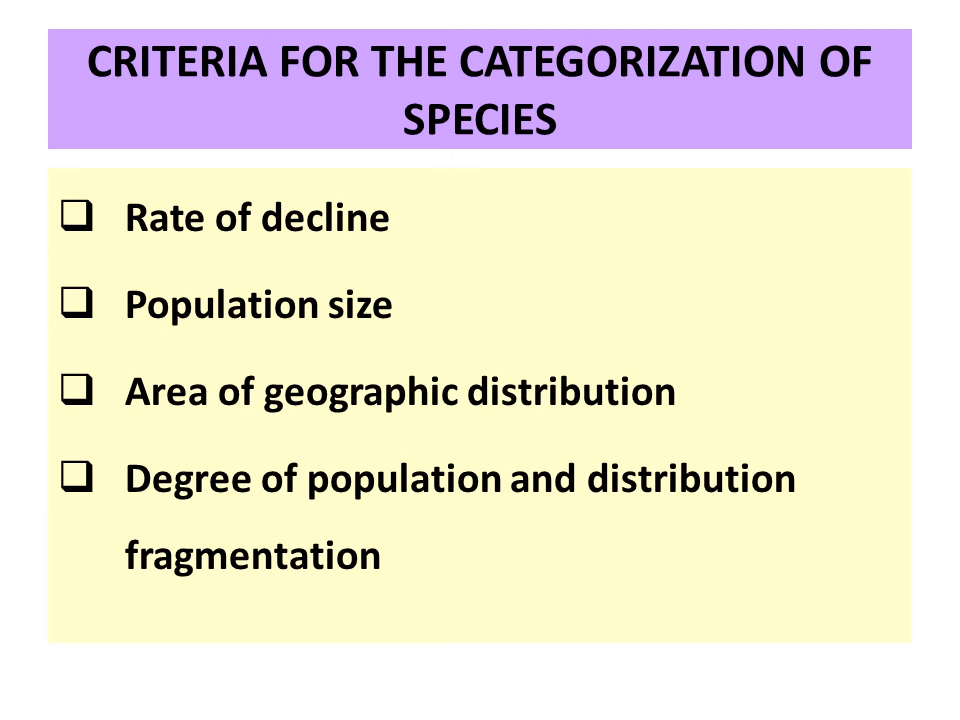 CRITERIA FOR THE CATEGORIZATION OF
SPECIES
❑ Rate of decline
❑ Population size
❑ Area of geographic distribution
❑ Degree of population and distribution
fragmentation